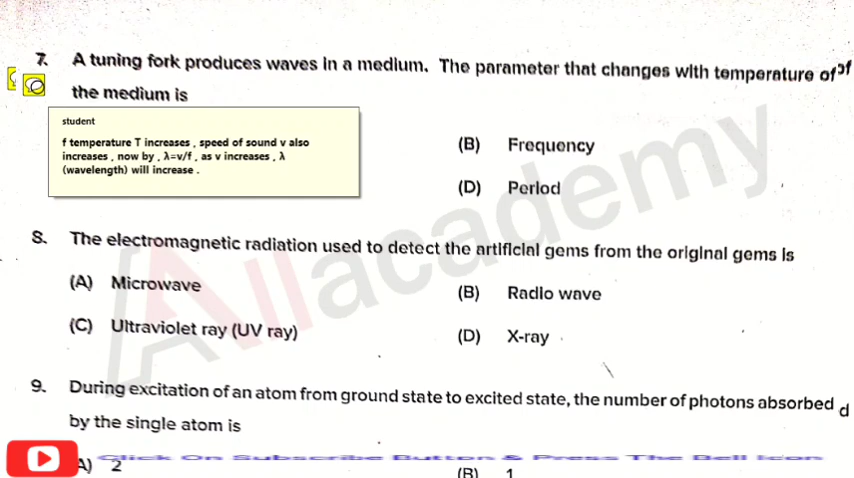 7. A tuning fork produces waves in a medium. The parameter that changes with temperature of of
the medium is
student
f temperature T increases , speed of sound v also
increases , now by , λ=v/f , as v increases , λ
(wavelength) will increase .
(B) Frequency
(D) Period
8. The electromagnetic radiation used to detect the artificial gems from the original gems is
(A) Microwave
(B) Radio wave
(C) Ultraviolet ray (UV ray)
(D) X-ray
Allacademy
9. During excitation of an atom from ground state to excited state, the number of photons absorbed d
by the single atom is
Click On Subscribe Button & Press The Bell Icon
A) 2
(B) 1